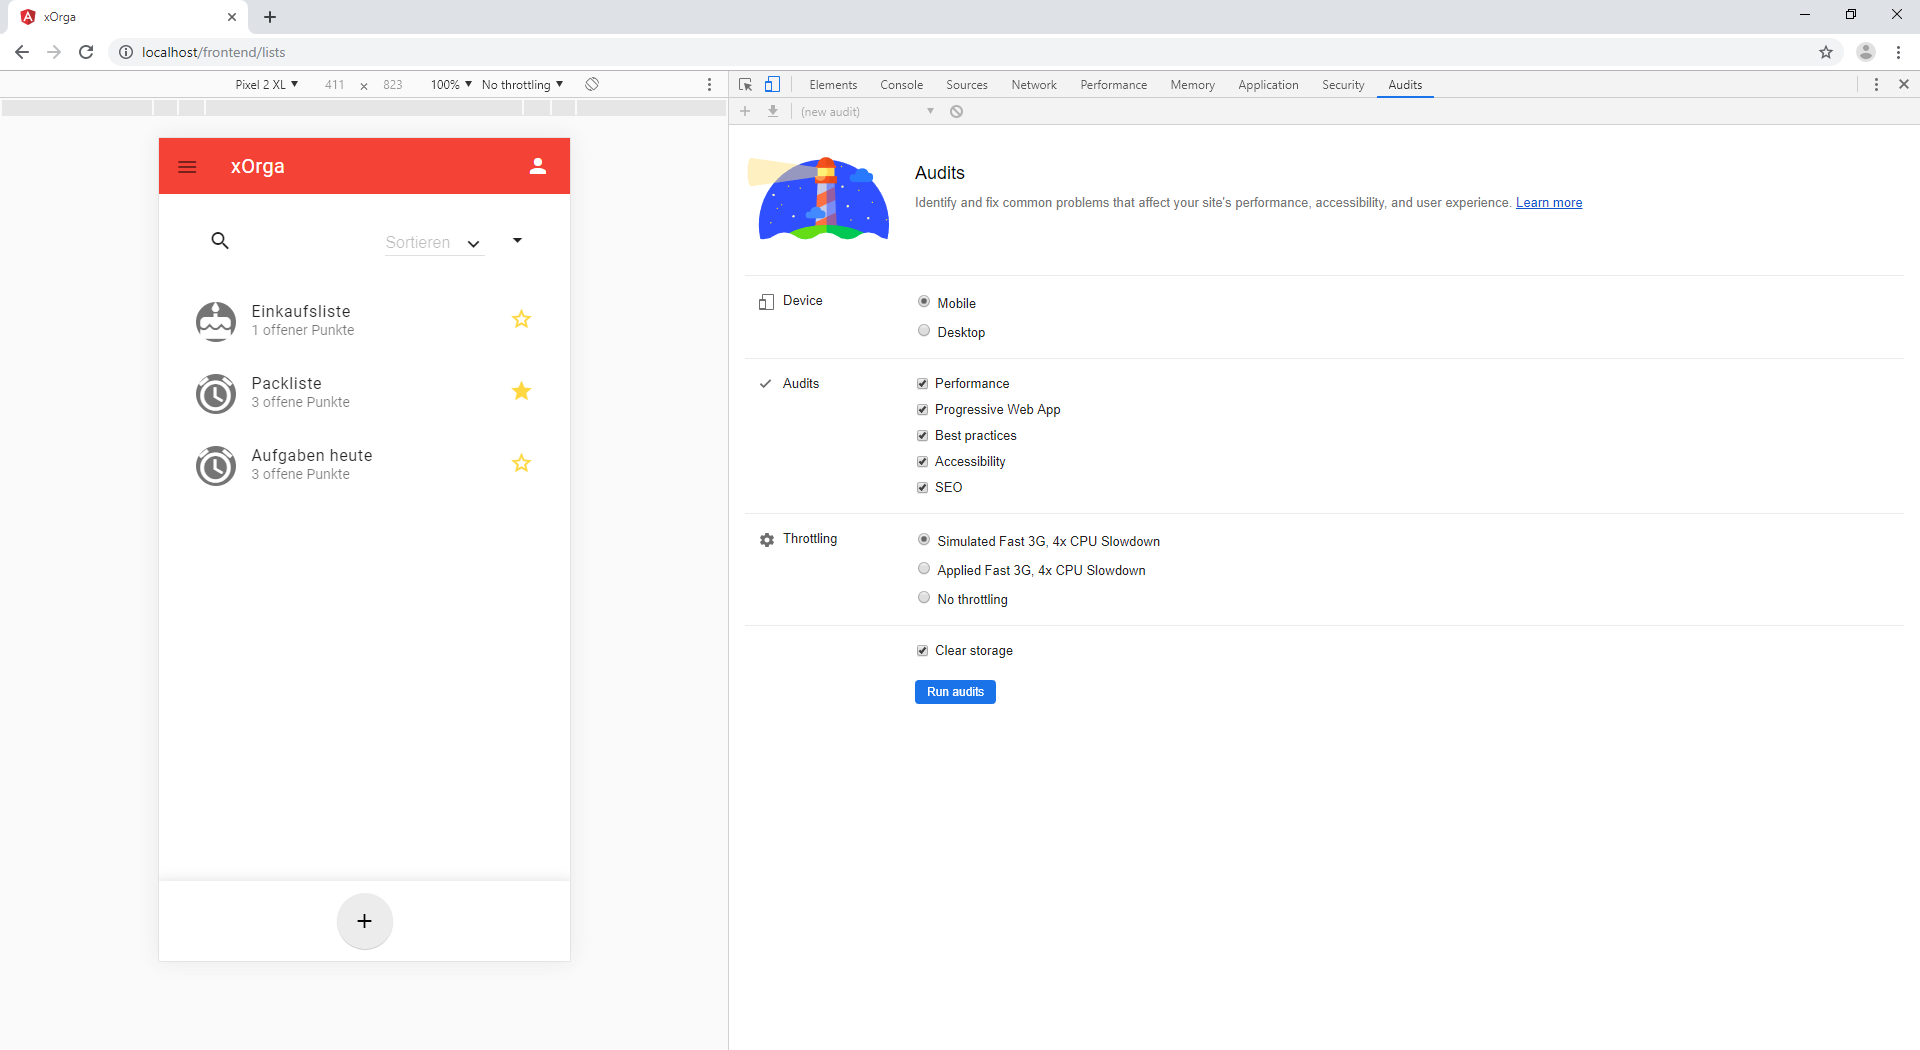 xOrga
localhost/frontend/lists
Pixel 2 XL 411 x 823 100% No throttling
Elements Console Sources Network Performance Memory Application Security Audits
(new audit)
xOrga
Sortieren
Einkaufsliste
1 offener Punkte
Packliste
3 offene Punkte
Aufgaben heute
3 offene Punkte
Audits
Identify and fix common problems that affect your site's performance, accessibility, and user experience. Learn more
Device
Mobile
Desktop
Audits
Performance
Progressive Web App
Best practices
Accessibility
SEO
Throttling
Simulated Fast 3G, 4x CPU Slowdown
Applied Fast 3G, 4x CPU Slowdown
No throttling
Clear storage
Run audits